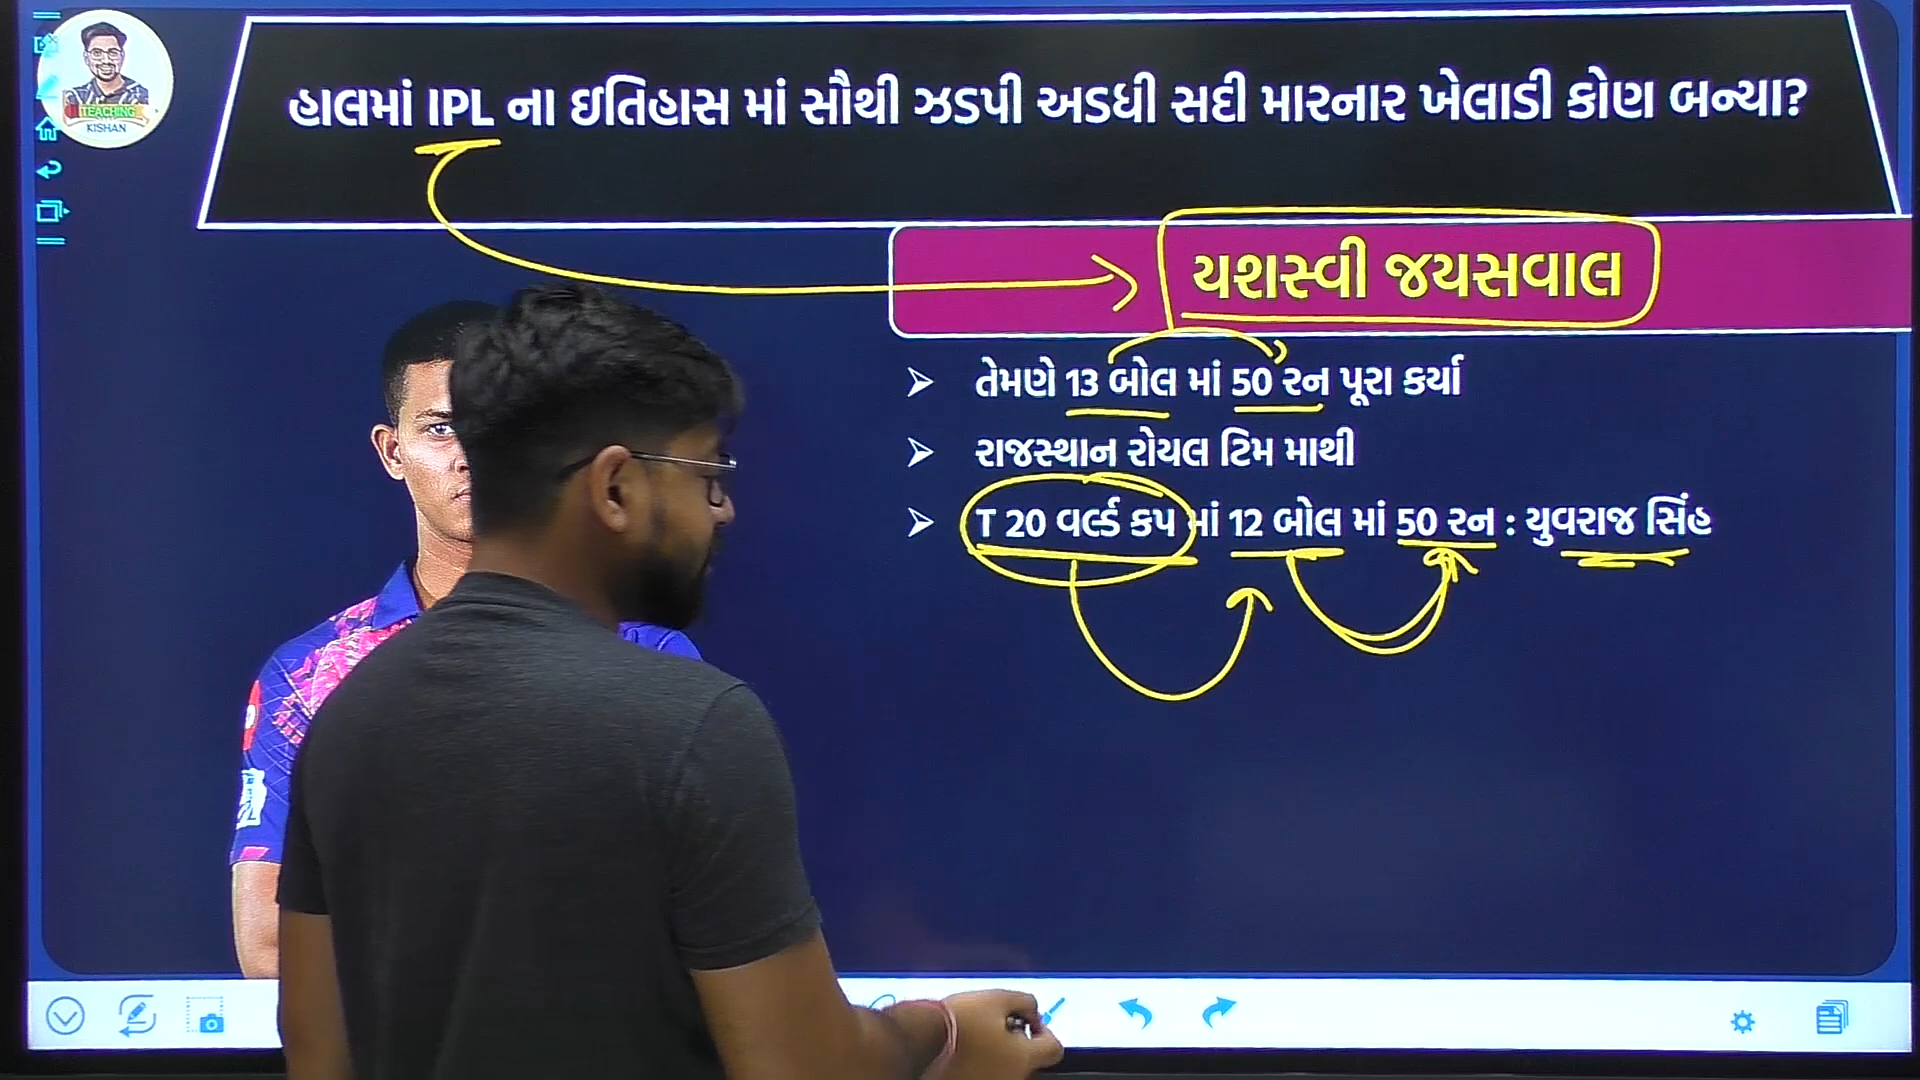 TEACHING
KISHAN
હાલમાં IPL ના ઇતિહાસ માં સૌથી ઝડપી અડધી સદી મારનાર ખેલાડી કોણ બન્યા?
યશસ્વી જયસવાલ
➤ તેમણે 13 બોલ માં 50 રન પૂરા કર્યા
➤ રાજસ્થાન રોયલ ટિમ માથી
➤ T 20 વર્લ્ડ કપ માં 12 બોલ માં 50 રન : યુવરાજ સિંહ